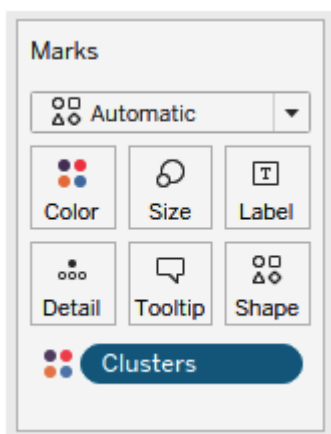 Marks
Automatic
Color Size Label
Detail Tooltip Shape
Clusters